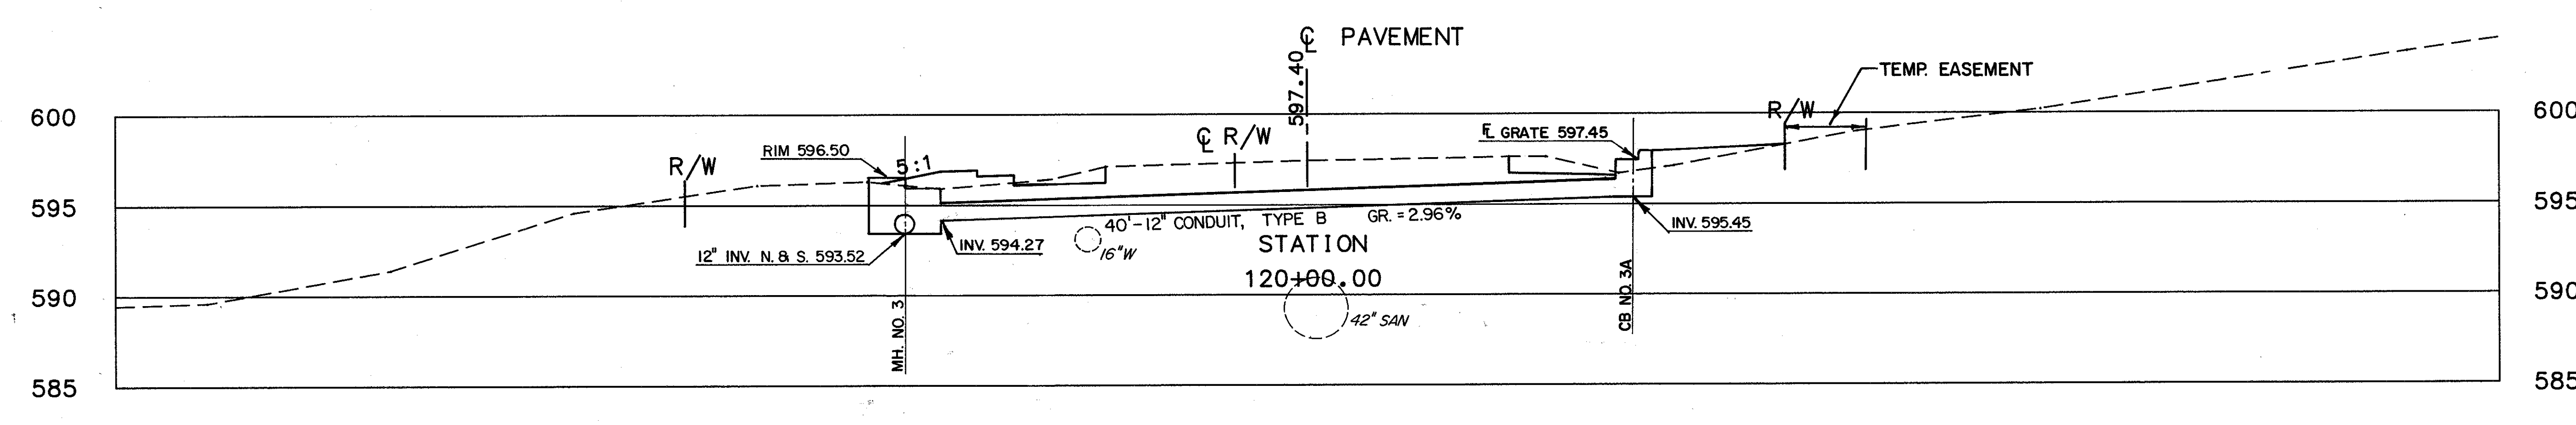 ℄ PAVEMENT
597.40
TEMP. EASEMENT
600
600
R/W
℄ R/W
FL GRATE 597.45
RIM 596.50
5:1
R/W
595
595
40'-12" CONDUIT, TYPE B GR. = 2.96%
INV. 595.45
STATION
INV. 594.27
16"W
12" INV. N. & S. 593.52
120+00.00
590
590
42" SAN
MH. NO. 3
CB NO. 3A
585
585